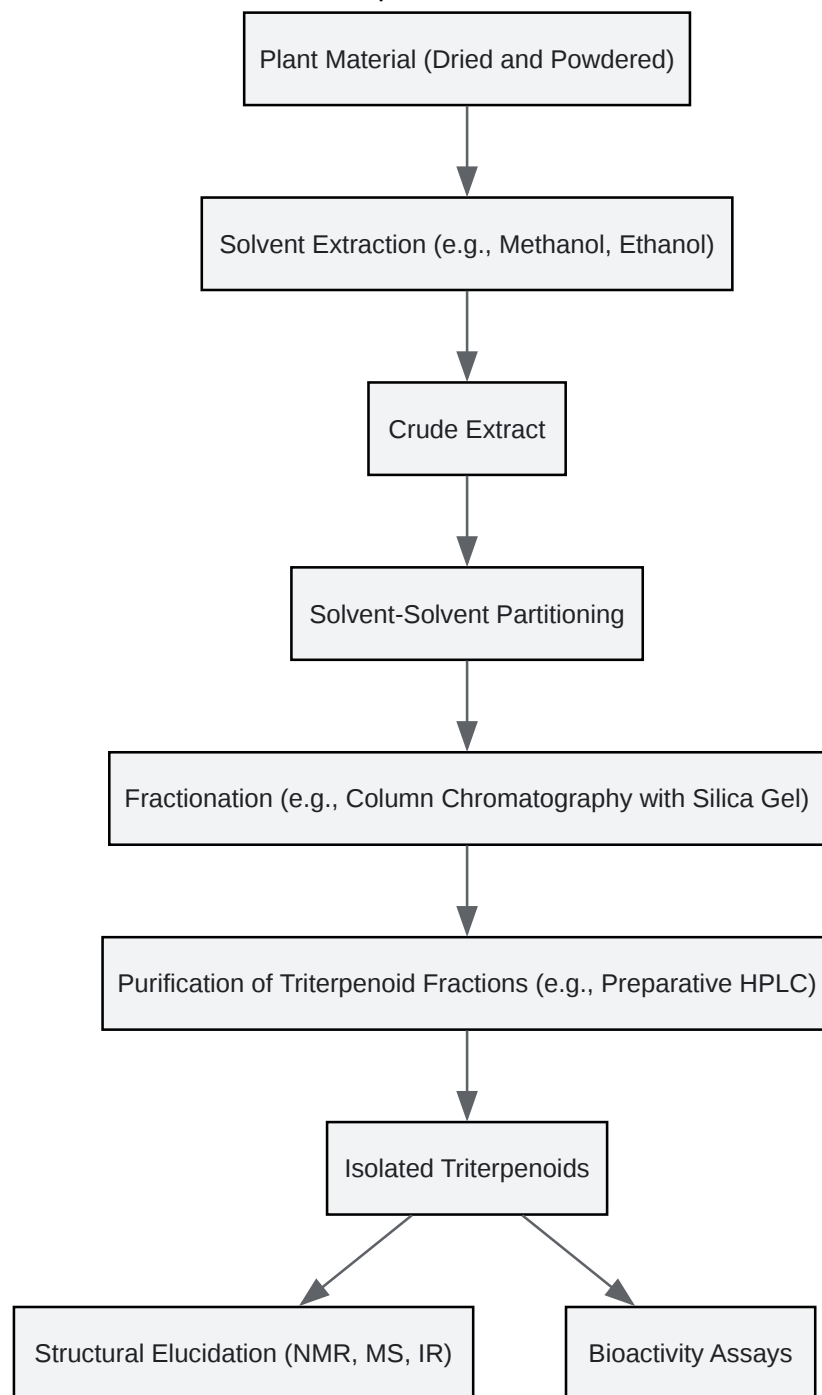 Plant Material (Dried and Powdered)
Solvent Extraction (e.g., Methanol, Ethanol)
Crude Extract
Solvent-Solvent Partitioning
Fractionation (e.g., Column Chromatography with Silica Gel)
Purification of Triterpenoid Fractions (e.g., Preparative HPLC)
Isolated Triterpenoids
Structural Elucidation (NMR, MS, IR)
Bioactivity Assays